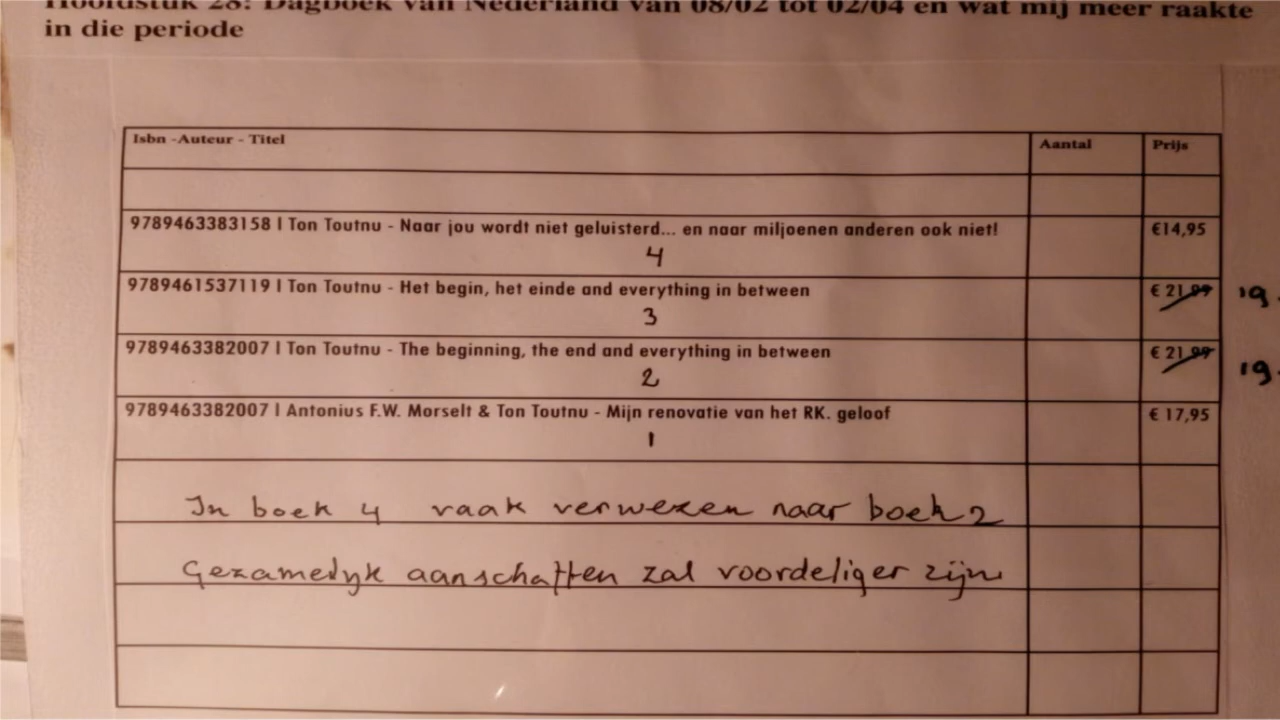 Hoofdstuk 28: Dagboek van Nederland van 08/02 tot 02/04 en wat mij meer raakte
in die periode
Isbn -Auteur - Titel Aantal Prijs
9789463383158 | Ton Toutnu - Naar jou wordt niet geluisterd... en naar miljoenen anderen ook niet! €14,95
4
9789461537119 | Ton Toutnu - Het begin, het einde and everything in between € 21,99 19.
3
9789463382007 | Ton Toutnu - The beginning, the end and everything in between € 21,99 19.
2
9789463382007 | Antonius F.W. Morselt & Ton Toutnu - Mijn renovatie van het RK. geloof € 17,95
1
In boek 4 vaak verwezen naar boek 2
Gezamelyk aanschaffen zal voordeliger zijn